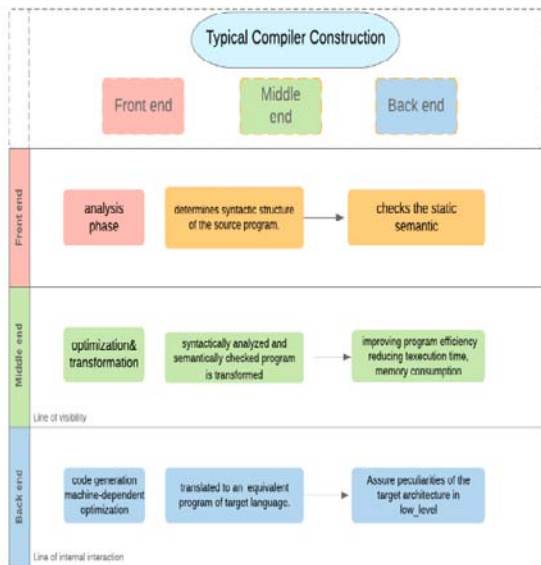 Typical Compiler Construction
Front end
Middle
end
Back end
Front end
analysis
phase
determines syntactic structure
of the source program.
checks the static
semantic
Middle end
optimization&
transformation
syntactically analyzed and
semantically checked program
is transformed
improving program efficiency
reducing texecution time,
memory consumption
Line of visibility
Back end
code generation
machine-dependent
optimization
translated to an equivalent
program of target language.
Assure peculiarities of the
target architecture in
low_level
Line of internal interaction